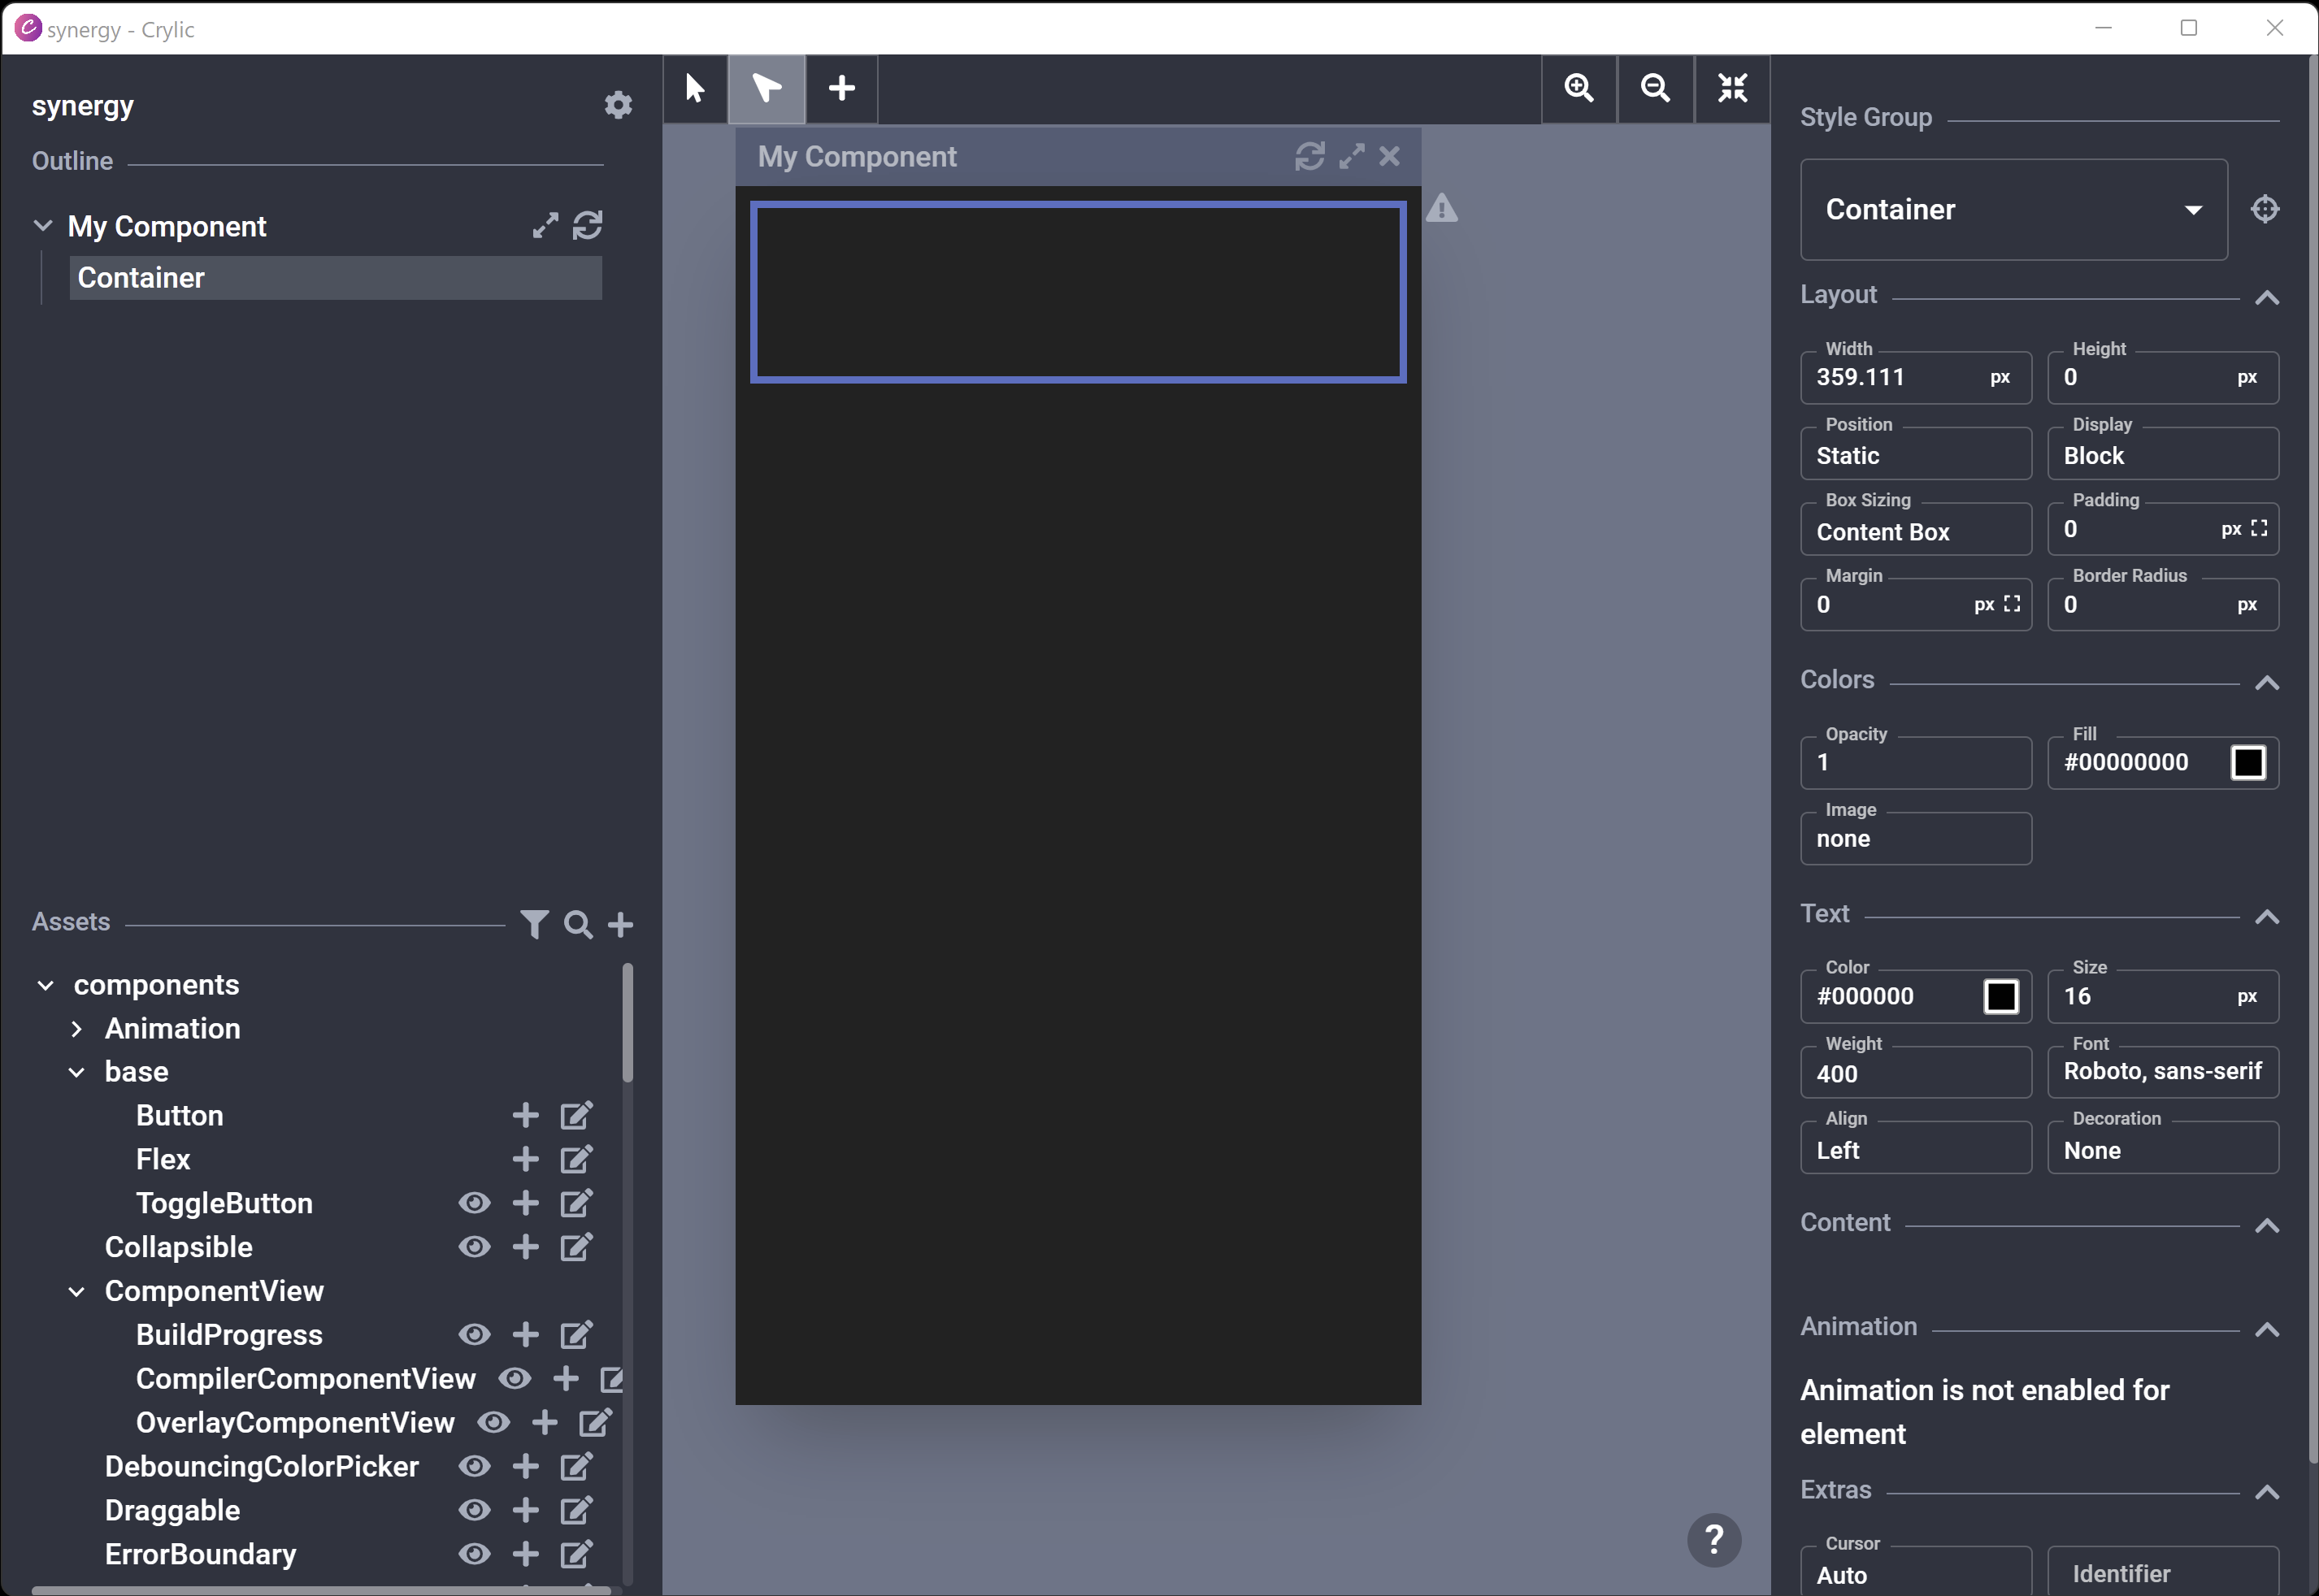 synergy - Crylic
synergy
Outline
My Component
Container
Assets
components
Animation
base
Button
Flex
ToggleButton
Collapsible
ComponentView
BuildProgress
CompilerComponentView
OverlayComponentView
DebouncingColorPicker
Draggable
ErrorBoundary
My Component
?
Style Group
Container
Layout
Width
359.111 px
Height
0 px
Position
Static
Display
Block
Box Sizing
Content Box
Padding
0 px
Margin
0 px
Border Radius
0 px
Colors
Opacity
1
Fill
#00000000
Image
none
Text
Color
#000000
Size
16 px
Weight
400
Font
Roboto, sans-serif
Align
Left
Decoration
None
Content
Animation
Animation is not enabled for
element
Extras
Cursor
Auto
Identifier